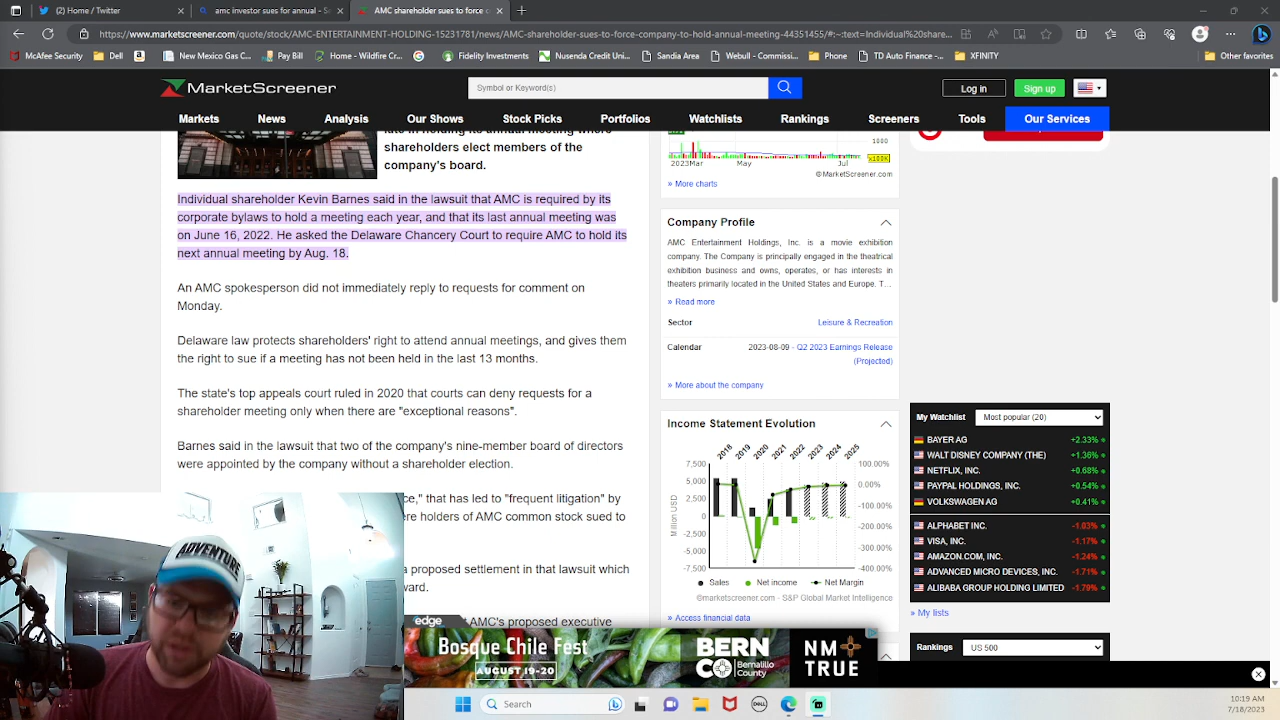 (2) Home / Twitter
amc investor sues for annual - S
AMC shareholder sues to force c
https://www.marketscreener.com/quote/stock/AMC-ENTERTAINMENT-HOLDING-15231781/news/AMC-shareholder-sues-to-force-company-to-hold-annual-meeting-44351455/#:~:text=Individual%20share...
McAfee Security
Dell
New Mexico Gas C...
Pay Bill
Home - Wildfire Cr...
Fidelity Investments
Nusenda Credit Uni...
Sandia Area
Webull - Commissi...
TD Automotive - C...
XFINITY
Other favorites
MarketScreener
Symbol or Keyword(s)
Log in
Sign up
Markets
News
Analysis
Our Shows
Stock Picks
Portfolios
Watchlists
Rankings
Screeners
Tools
Our Services
shareholders elect members of the
company's board.
Individual shareholder Kevin Barnes said in the lawsuit that AMC is required by its
corporate bylaws to hold a meeting each year, and that its last annual meeting was
on June 16, 2022. He asked the Delaware Chancery Court to require AMC to hold its
next annual meeting by Aug. 18.
An AMC spokesperson did not immediately reply to requests for comment on
Monday.
Delaware law protects shareholders' right to attend annual meetings, and gives them
the right to sue if a meeting has not been held in the last 13 months.
The state's top appeals court ruled in 2020 that courts can deny requests for a
shareholder meeting only when there are "exceptional reasons".
Barnes said in the lawsuit that two of the company's nine-member board of directors
were appointed by the company without a shareholder election.
ce," that has led to "frequent litigation" by
re holders of AMC common stock sued to
a proposed settlement in that lawsuit which
ward.
AMC's proposed executive
1000
x100K
2023Mar
May
Jul
© MarketScreener.com
» More charts
Company Profile
AMC Entertainment Holdings, Inc. is a movie exhibition
company. The Company is principally engaged in the theatrical
exhibition business and owns, operates, or has interests in
theaters primarily located in the United States and Europe. T...
» Read more
Sector
Leisure & Recreation
Calendar
2023-08-09 - Q2 2023 Earnings Release
(Projected)
» More about the company
Income Statement Evolution
2018 2019 2020 2021 2022 2023 2024 2025
7,500
5,000
2,500
0
-2,500
-5,000
-7,500
Million USD
100.00%
0.00%
-100.00%
-200.00%
-300.00%
-400.00%
Sales
Net income
Net Margin
©marketscreener.com - S&P Global Market Intelligence
» Access financial data
My Watchlist
Most popular (20)
BAYER AG +2.33%
WALT DISNEY COMPANY (THE) +1.36%
NETFLIX, INC. +0.68%
PAYPAL HOLDINGS, INC. +0.54%
VOLKSWAGEN AG +0.41%
ALPHABET INC. -1.03%
VISA, INC. -1.17%
AMAZON.COM, INC. -1.24%
ADVANCED MICRO DEVICES, INC. -1.71%
ALIBABA GROUP HOLDING LIMITED -1.79%
» My lists
Rankings
US 500
ADVENTURE
Bosque Chile Fest
AUGUST 19-20
BERN
CO
Bernalillo
County
NM
TRUE
Search
DELL
10:19 AM
7/18/2023